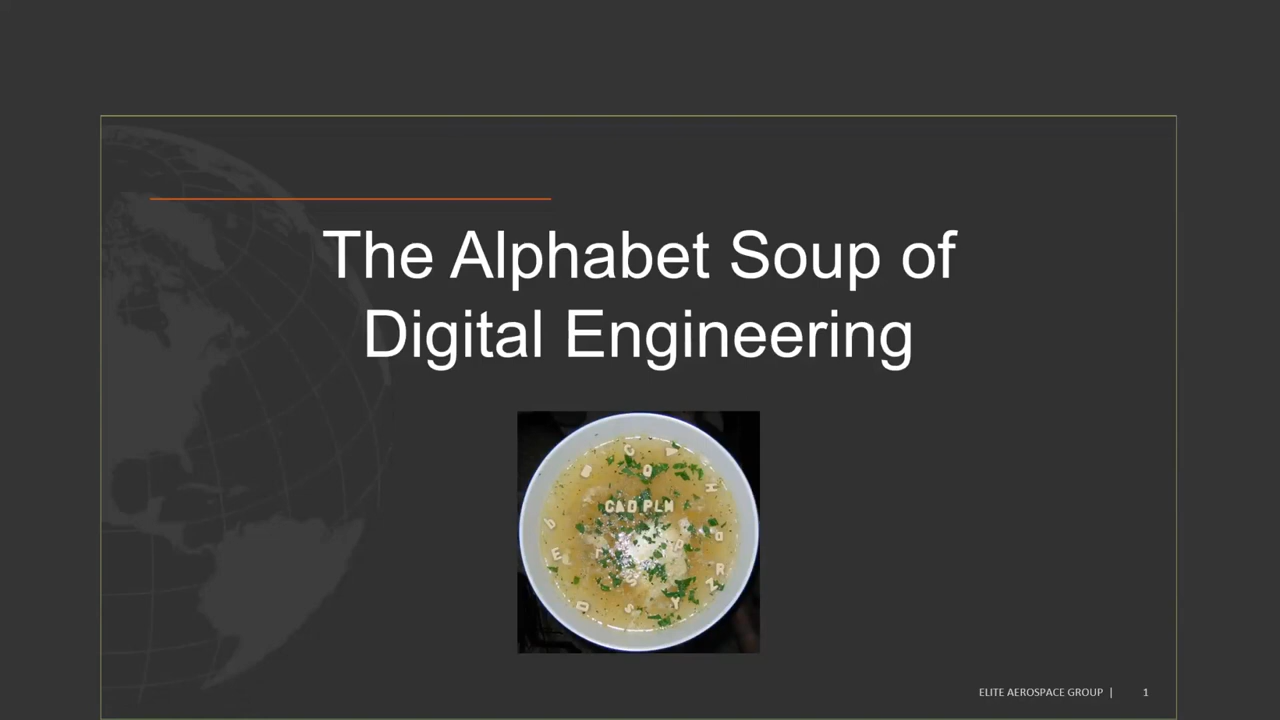 The Alphabet Soup of
Digital Engineering
CAD PLM
ELITE AEROSPACE GROUP | 1